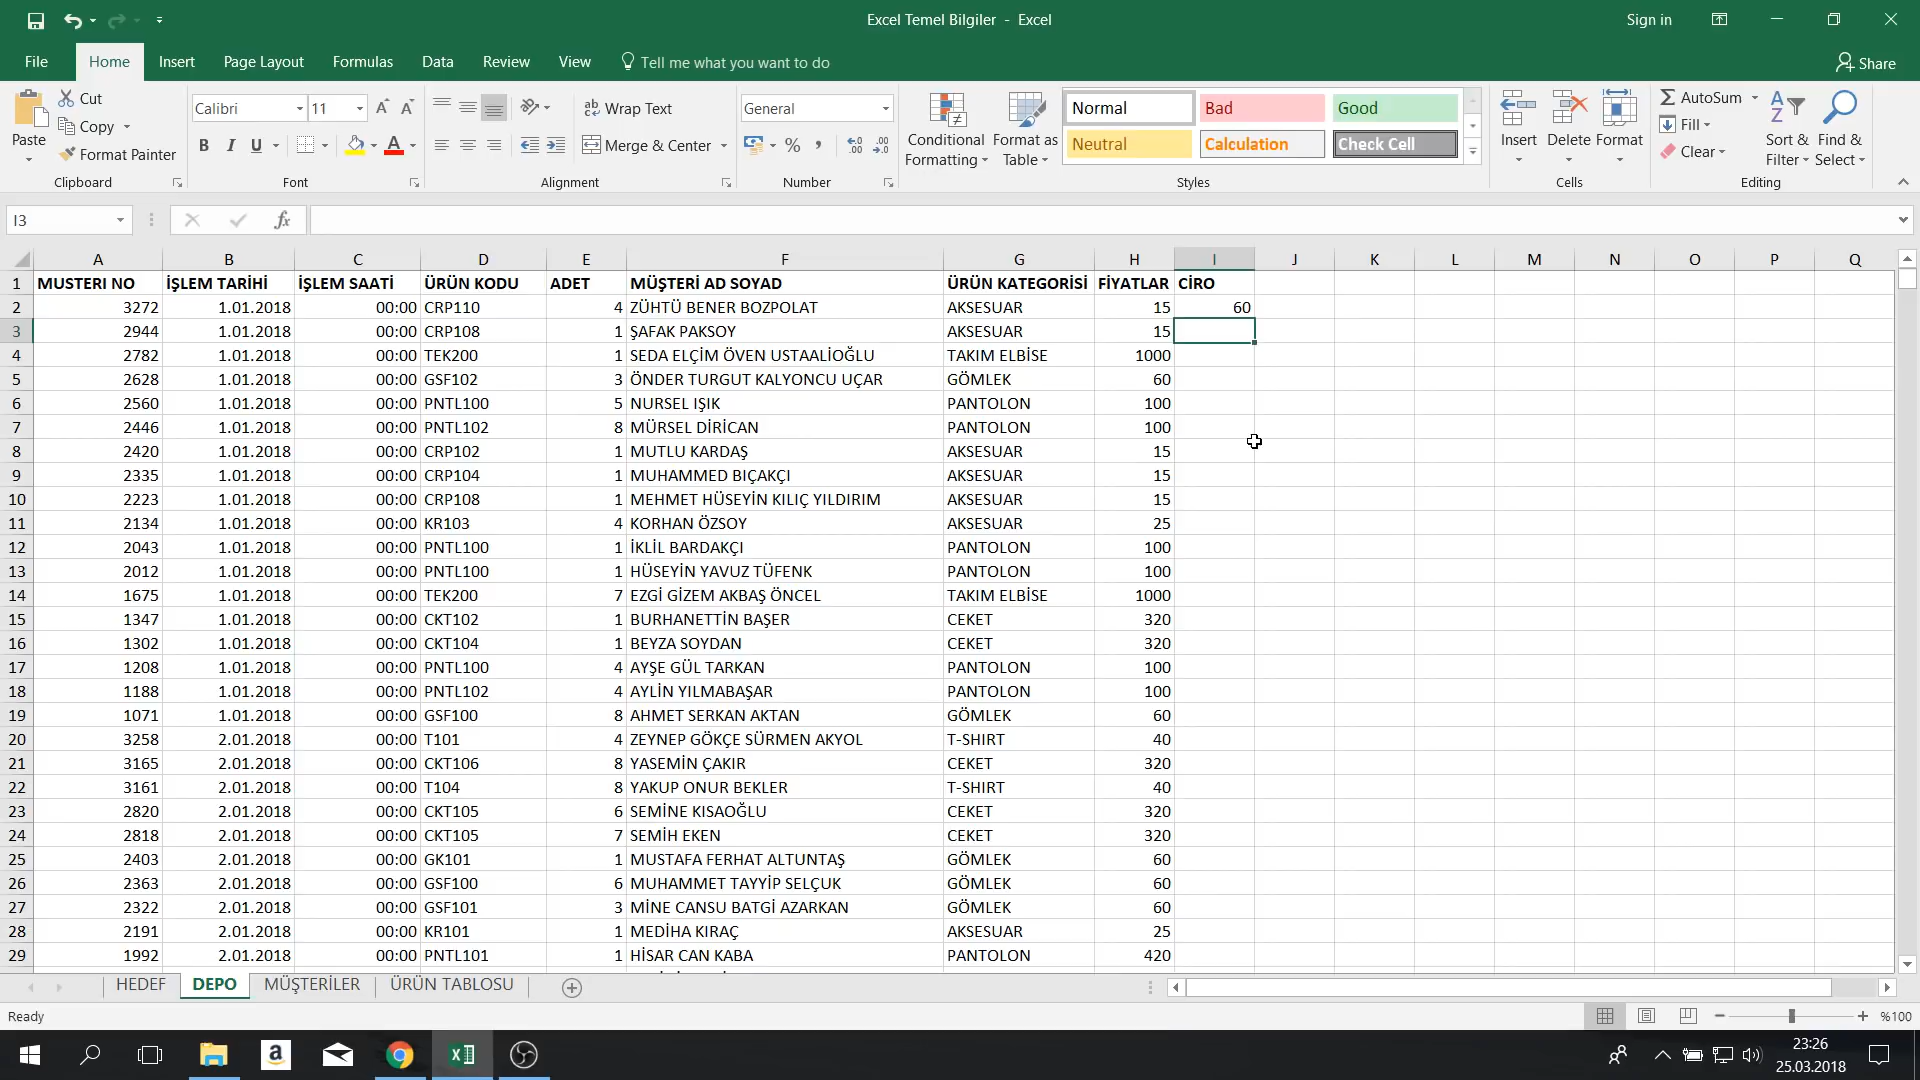 Excel Temel Bilgiler - Excel
Sign in
File Home Insert Page Layout Formulas Data Review View Tell me what you want to do Share
Paste
Cut
Copy
Format Painter
Clipboard
Calibri 11
B I U
Font
Wrap Text
Merge & Center
Alignment
General
%
Number
Conditional Formatting
Format as Table
Normal Bad Good
Neutral Calculation Check Cell
Styles
Insert Delete Format
Cells
AutoSum
Fill
Clear
Sort & Filter
Find & Select
Editing
I3
fx
A B C D E F G H I J K L M N O P Q
1 MUSTERI NO İŞLEM TARİHİ İŞLEM SAATİ ÜRÜN KODU ADET MÜŞTERİ AD SOYAD ÜRÜN KATEGORİSİ FİYATLAR CİRO
2 3272 1.01.2018 00:00 CRP110 4 ZÜHTÜ BENER BOZPOLAT AKSESUAR 15 60
3 2944 1.01.2018 00:00 CRP108 1 ŞAFAK PAKSOY AKSESUAR 15
4 2782 1.01.2018 00:00 TEK200 1 SEDA ELÇİM ÖVEN USTAALİOĞLU TAKIM ELBİSE 1000
5 2628 1.01.2018 00:00 GSF102 3 ÖNDER TURGUT KALYONCU UÇAR GÖMLEK 60
6 2560 1.01.2018 00:00 PNTL100 5 NURSEL IŞIK PANTOLON 100
7 2446 1.01.2018 00:00 PNTL102 8 MÜRSEL DİRİCAN PANTOLON 100
8 2420 1.01.2018 00:00 CRP102 1 MUTLU KARDAŞ AKSESUAR 15
9 2335 1.01.2018 00:00 CRP104 1 MUHAMMED BIÇAKÇI AKSESUAR 15
10 2223 1.01.2018 00:00 CRP108 1 MEHMET HÜSEYİN KILIÇ YILDIRIM AKSESUAR 15
11 2134 1.01.2018 00:00 KR103 4 KORHAN ÖZSOY AKSESUAR 25
12 2043 1.01.2018 00:00 PNTL100 1 İKLİL BARDAKÇI PANTOLON 100
13 2012 1.01.2018 00:00 PNTL100 1 HÜSEYİN YAVUZ TÜFENK PANTOLON 100
14 1675 1.01.2018 00:00 TEK200 7 EZGİ GİZEM AKBAŞ ÖNCEL TAKIM ELBİSE 1000
15 1347 1.01.2018 00:00 CKT102 1 BURHANETTİN BAŞER CEKET 320
16 1302 1.01.2018 00:00 CKT104 1 BEYZA SOYDAN CEKET 320
17 1208 1.01.2018 00:00 PNTL100 4 AYŞE GÜL TARKAN PANTOLON 100
18 1188 1.01.2018 00:00 PNTL102 4 AYLİN YILMABAŞAR PANTOLON 100
19 1071 1.01.2018 00:00 GSF100 8 AHMET SERKAN AKTAN GÖMLEK 60
20 3258 2.01.2018 00:00 T101 4 ZEYNEP GÖKÇE SÜRMEN AKYOL T-SHIRT 40
21 3165 2.01.2018 00:00 CKT106 8 YASEMİN ÇAKIR CEKET 320
22 3161 2.01.2018 00:00 T104 8 YAKUP ONUR BEKLER T-SHIRT 40
23 2820 2.01.2018 00:00 CKT105 6 SEMİNE KISAOĞLU CEKET 320
24 2818 2.01.2018 00:00 CKT105 7 SEMİH EKEN CEKET 320
25 2403 2.01.2018 00:00 GK101 1 MUSTAFA FERHAT ALTUNTAŞ GÖMLEK 60
26 2363 2.01.2018 00:00 GSF100 6 MUHAMMET TAYYİP SELÇUK GÖMLEK 60
27 2322 2.01.2018 00:00 GSF101 3 MİNE CANSU BATGİ AZARKAN GÖMLEK 60
28 2191 2.01.2018 00:00 KR101 1 MEDİHA KIRAÇ AKSESUAR 25
29 1992 2.01.2018 00:00 PNTL101 1 HİSAR CAN KABA PANTOLON 420
HEDEF DEPO MÜŞTERİLER ÜRÜN TABLOSU
Ready
%100
23:26
25.03.2018